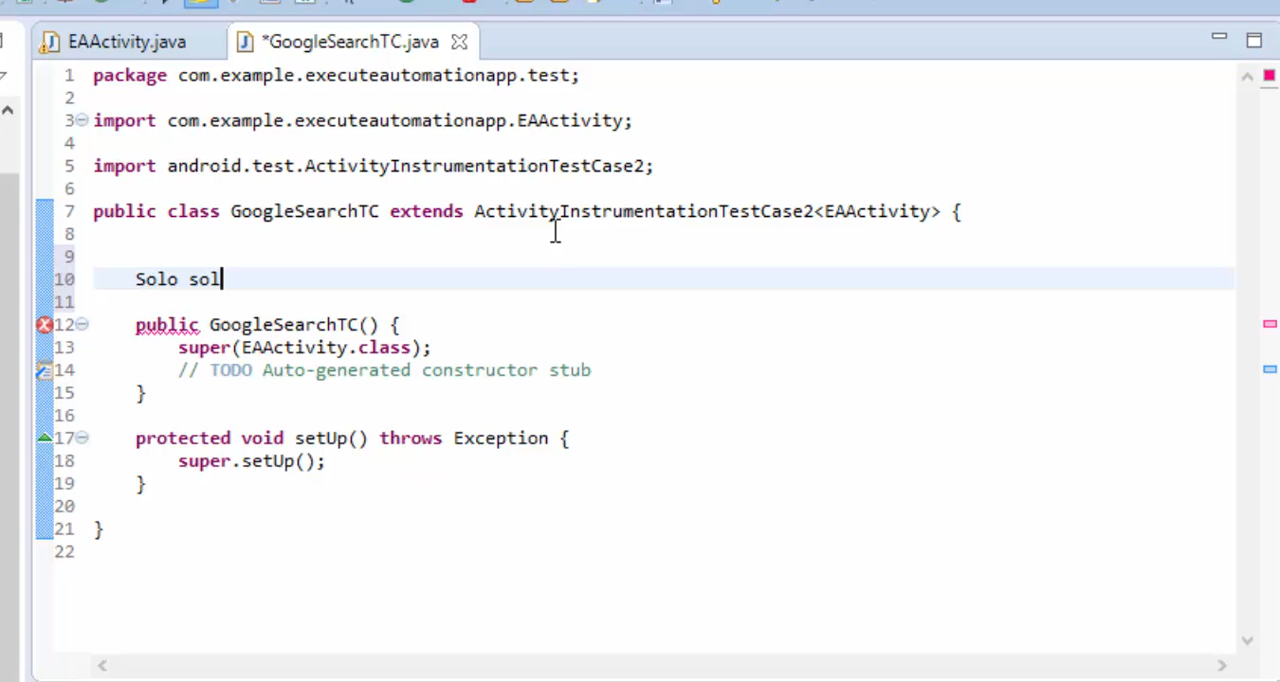 EAActivity.java *GoogleSearchTC.java
1 package com.example.executeautomationapp.test;
2
3 import com.example.executeautomationapp.EAActivity;
4
5 import android.test.ActivityInstrumentationTestCase2;
6
7 public class GoogleSearchTC extends ActivityInstrumentationTestCase2<EAActivity> {
8
9
10 Solo sol
11
12 public GoogleSearchTC() {
13 super(EAActivity.class);
14 // TODO Auto-generated constructor stub
15 }
16
17 protected void setUp() throws Exception {
18 super.setUp();
19 }
20
21 }
22